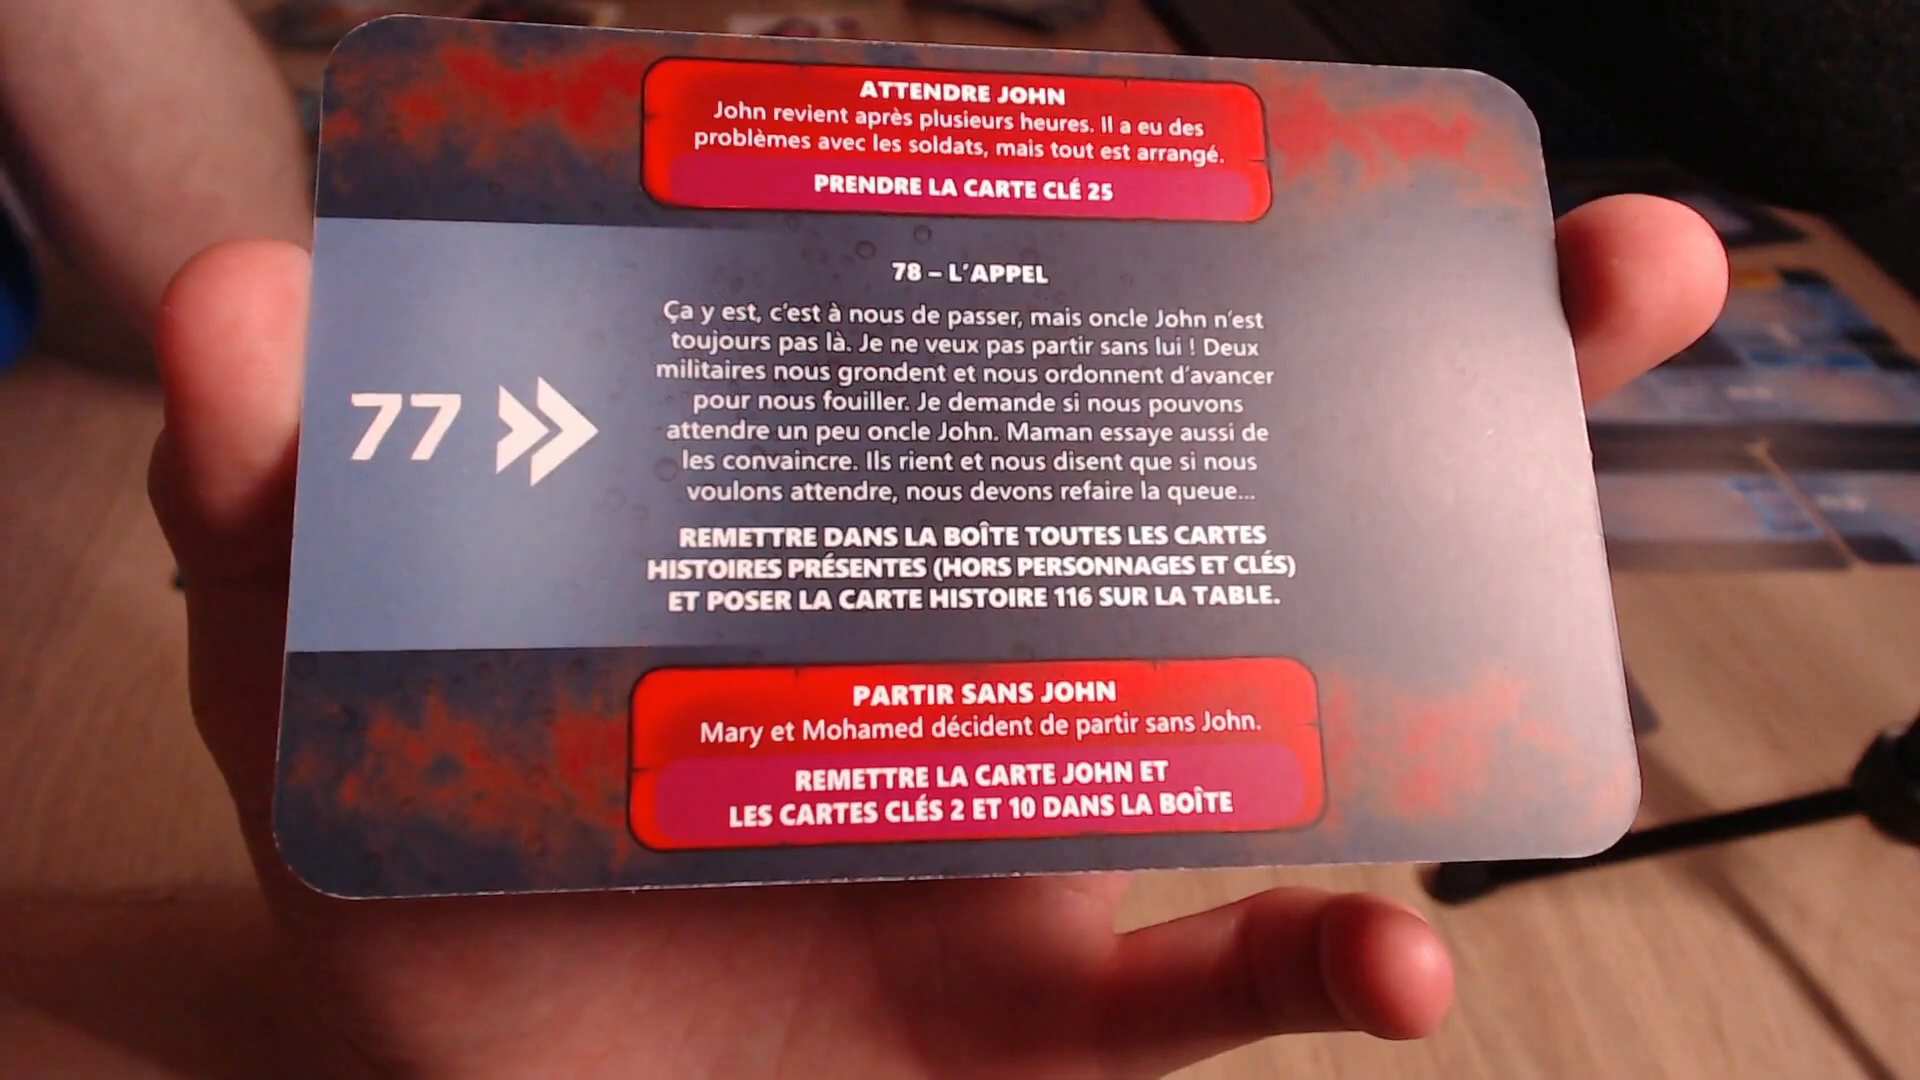 ATTENDRE JOHN
John revient après plusieurs heures. Il a eu des
problèmes avec les soldats, mais tout est arrangé.
PRENDRE LA CARTE CLÉ 25
77
78 – L'APPEL
Ça y est, c'est à nous de passer, mais oncle John n'est
toujours pas là. Je ne veux pas partir sans lui ! Deux
militaires nous grondent et nous ordonnent d'avancer
pour nous fouiller. Je demande si nous pouvons
attendre un peu oncle John. Maman essaye aussi de
les convaincre. Ils rient et nous disent que si nous
voulons attendre, nous devons refaire la queue...
REMETTRE DANS LA BOÎTE TOUTES LES CARTES
HISTOIRES PRÉSENTES (HORS PERSONNAGES ET CLÉS)
ET POSER LA CARTE HISTOIRE 116 SUR LA TABLE.
PARTIR SANS JOHN
Mary et Mohamed décident de partir sans John.
REMETTRE LA CARTE JOHN ET
LES CARTES CLÉS 2 ET 10 DANS LA BOÎTE